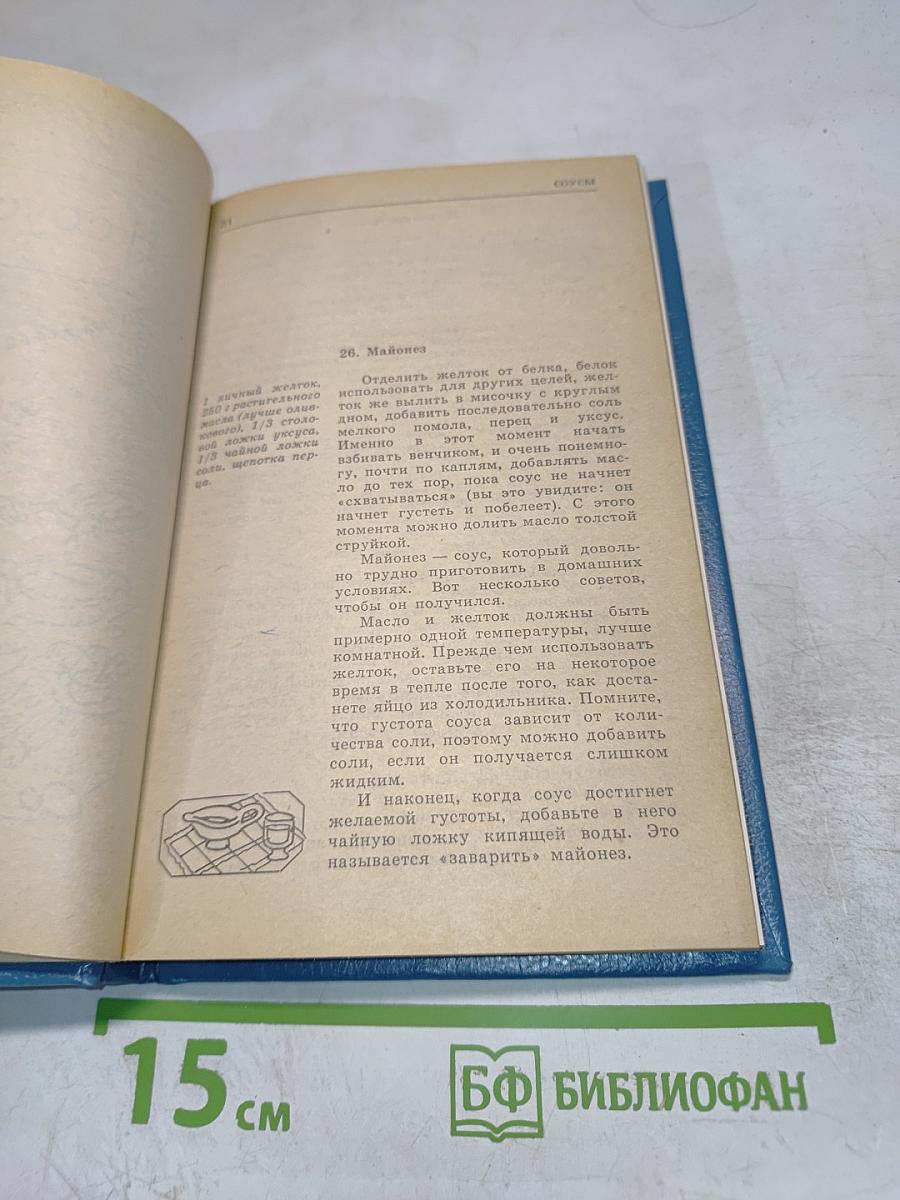 СОУСЫ
26. Майонез
1 яичный желток,
250 г растительного
масла (лучше олив-
кового), 1/3 столо-
вой ложки уксуса,
1/3 чайной ложки
соли, щепотка пер-
ца.
Отделить желток от белка, белок
использовать для других целей, жел-
ток же вылить в мисочку с круглым
дном, добавить последовательно соль
мелкого помола, перец и уксус.
Именно в этот момент начать
взбивать венчиком, и очень понемно-
гу, почти по каплям, добавлять мас-
ло до тех пор, пока соус не начнет
«схватываться» (вы это увидите: он
начнет густеть и побелеет). С этого
момента можно долить масло толстой
струйкой.
Майонез — соус, который доволь-
но трудно приготовить в домашних
условиях. Вот несколько советов,
чтобы он получился.
Масло и желток должны быть
примерно одной температуры, лучше
комнатной. Прежде чем использовать
желток, оставьте его на некоторое
время в тепле после того, как доста-
нете яйцо из холодильника. Помните,
что густота соуса зависит от коли-
чества соли, поэтому можно добавить
соли, если он получается слишком
жидким.
И наконец, когда соус достигнет
желаемой густоты, добавьте в него
чайную ложку кипящей воды. Это
называется «заварить» майонез.
15 см
БФ БИБЛИОФАН